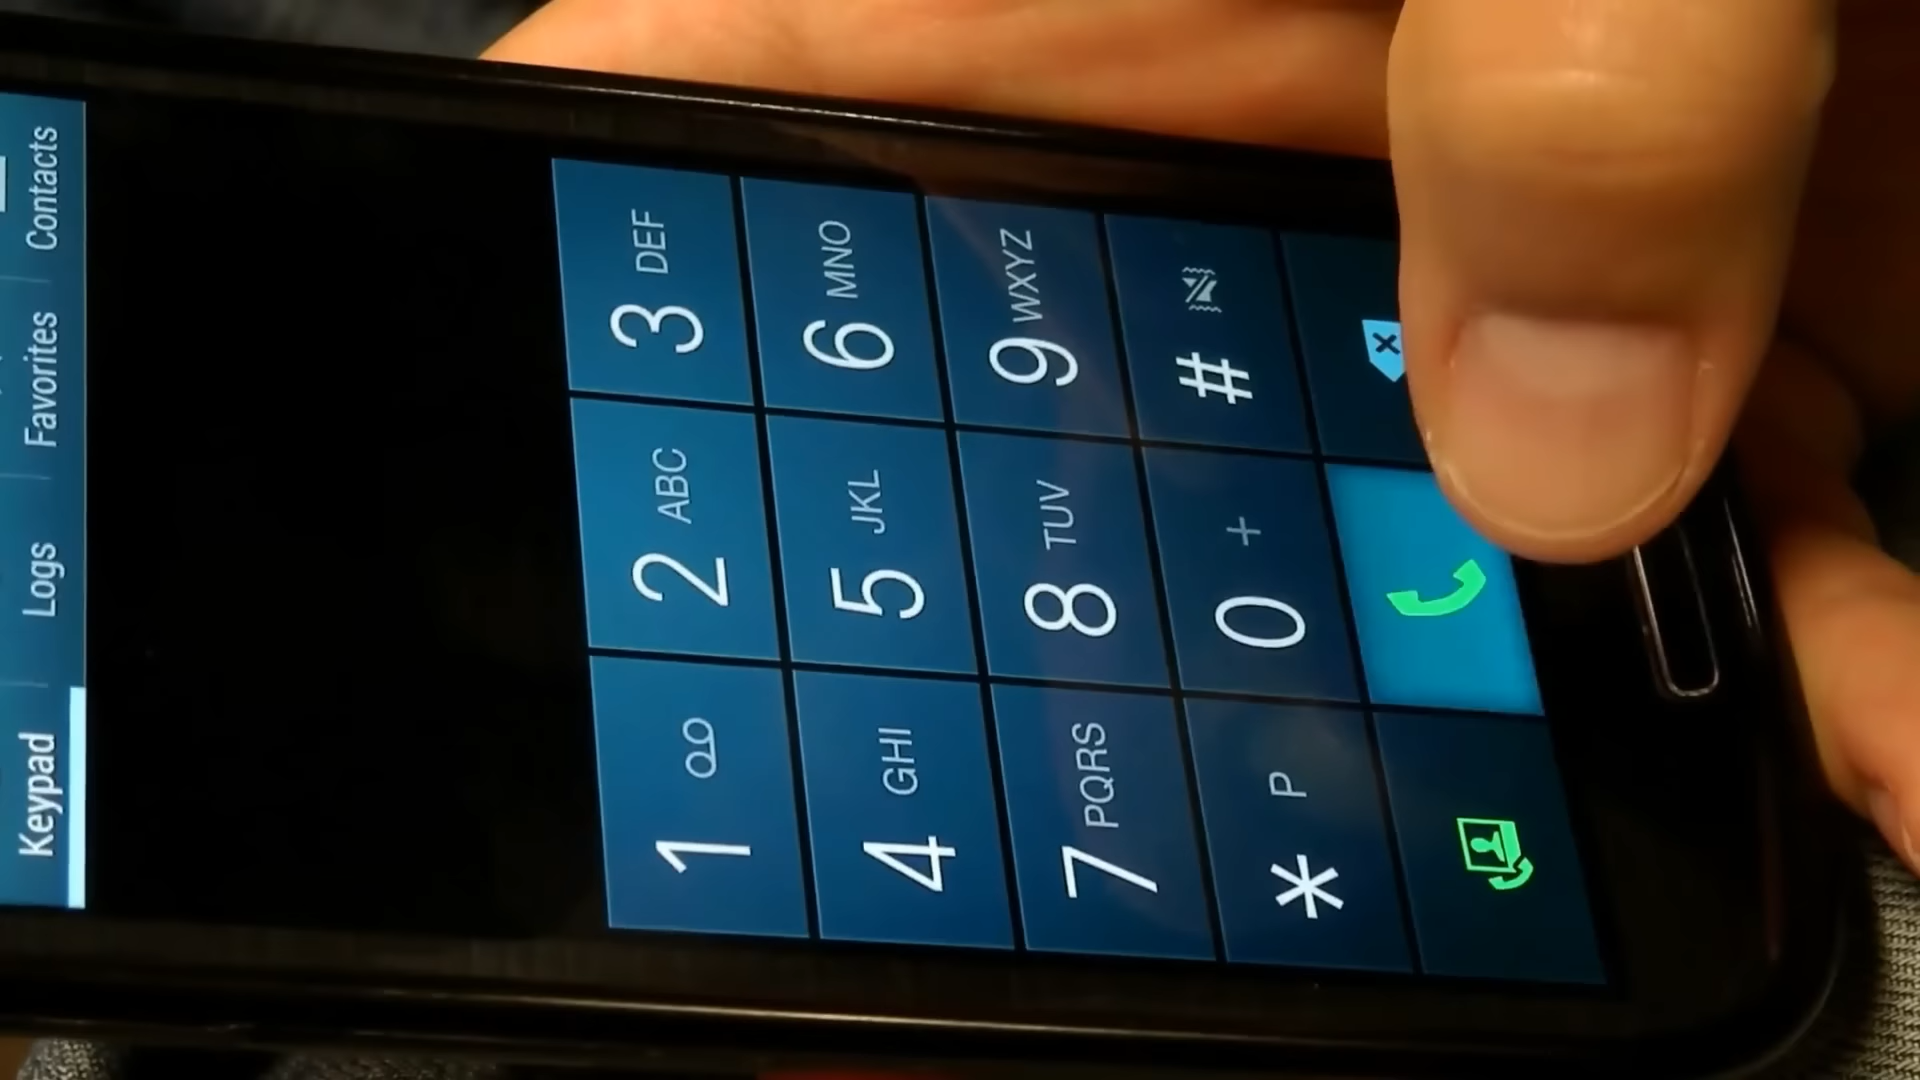 Keypad Logs Favorites Contacts
1 2 ABC 3 DEF
4 GHI 5 JKL 6 MNO
7 PQRS 8 TUV 9 WXYZ
* P 0 + #